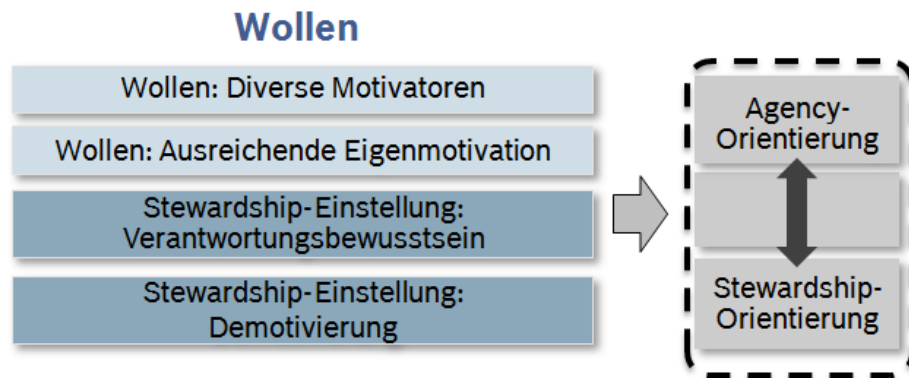 Wollen
Wollen: Diverse Motivatoren
Wollen: Ausreichende Eigenmotivation
Stewardship-Einstellung:
Verantwortungsbewusstsein
Stewardship-Einstellung:
Demotivierung
Agency-
Orientierung
Stewardship-
Orientierung